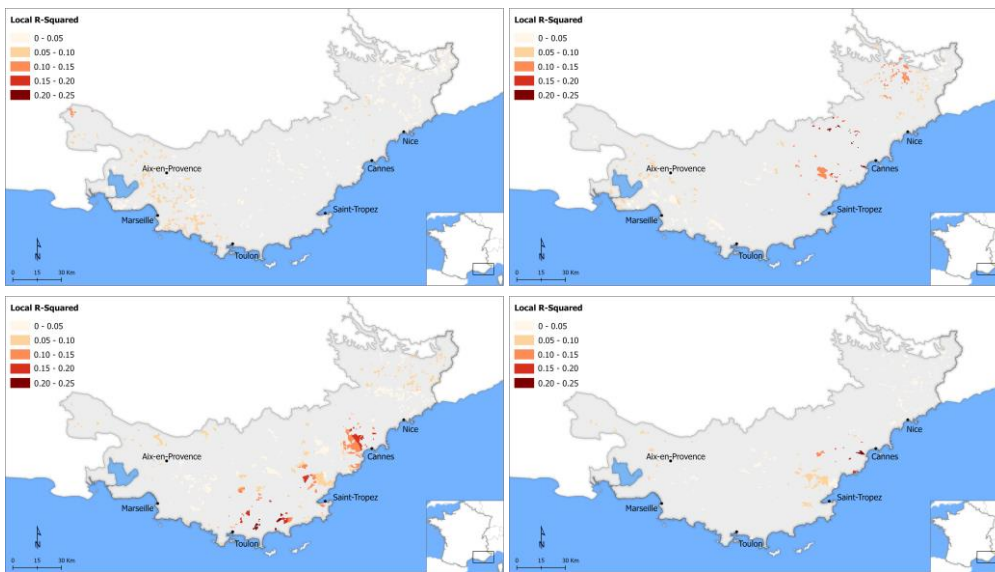 Local R-Squared
0 - 0.05
0.05 - 0.10
0.10 - 0.15
0.15 - 0.20
0.20 - 0.25
Nice
Aix-en-Provence
Cannes
Marseille
Saint-Tropez
Toulon
N
0 15 30 Km
Local R-Squared
0 - 0.05
0.05 - 0.10
0.10 - 0.15
0.15 - 0.20
0.20 - 0.25
Nice
Aix-en-Provence
Cannes
Marseille
Saint-Tropez
Toulon
N
0 15 30 Km
Local R-Squared
0 - 0.05
0.05 - 0.10
0.10 - 0.15
0.15 - 0.20
0.20 - 0.25
Nice
Aix-en-Provence
Cannes
Marseille
Saint-Tropez
Toulon
N
0 15 30 Km
Local R-Squared
0 - 0.05
0.05 - 0.10
0.10 - 0.15
0.15 - 0.20
0.20 - 0.25
Nice
Aix-en-Provence
Cannes
Marseille
Saint-Tropez
Toulon
N
0 15 30 Km